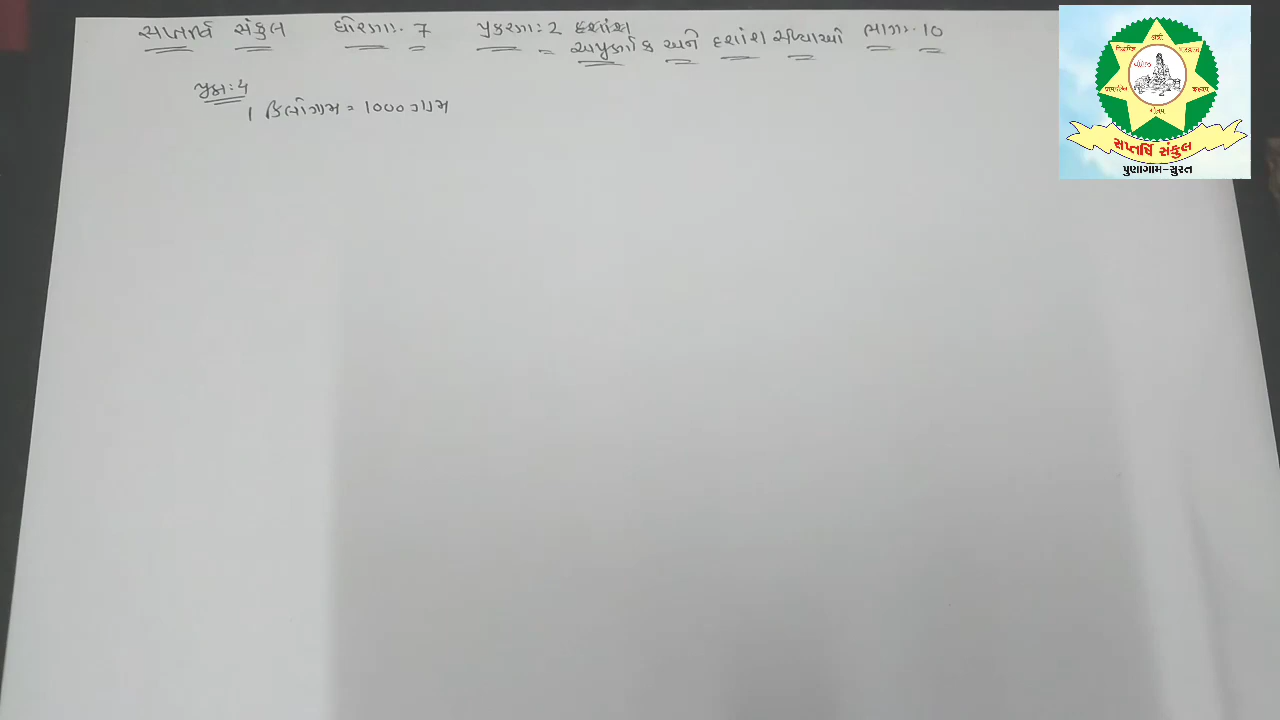 સપ્તર્ષિ સંકુલ ધોરણ:- 7 પ્રકરણ:- 2 દશાંશ
અપૂર્ણાંક અને દશાંશ સંખ્યાઓ ભાગ:- 10
પ્રશ્ન:- 4
1 કિલોગ્રામ = 1000 ગ્રામ
સપ્તર્ષિ સંકુલ
પુણાગામ-સુરત